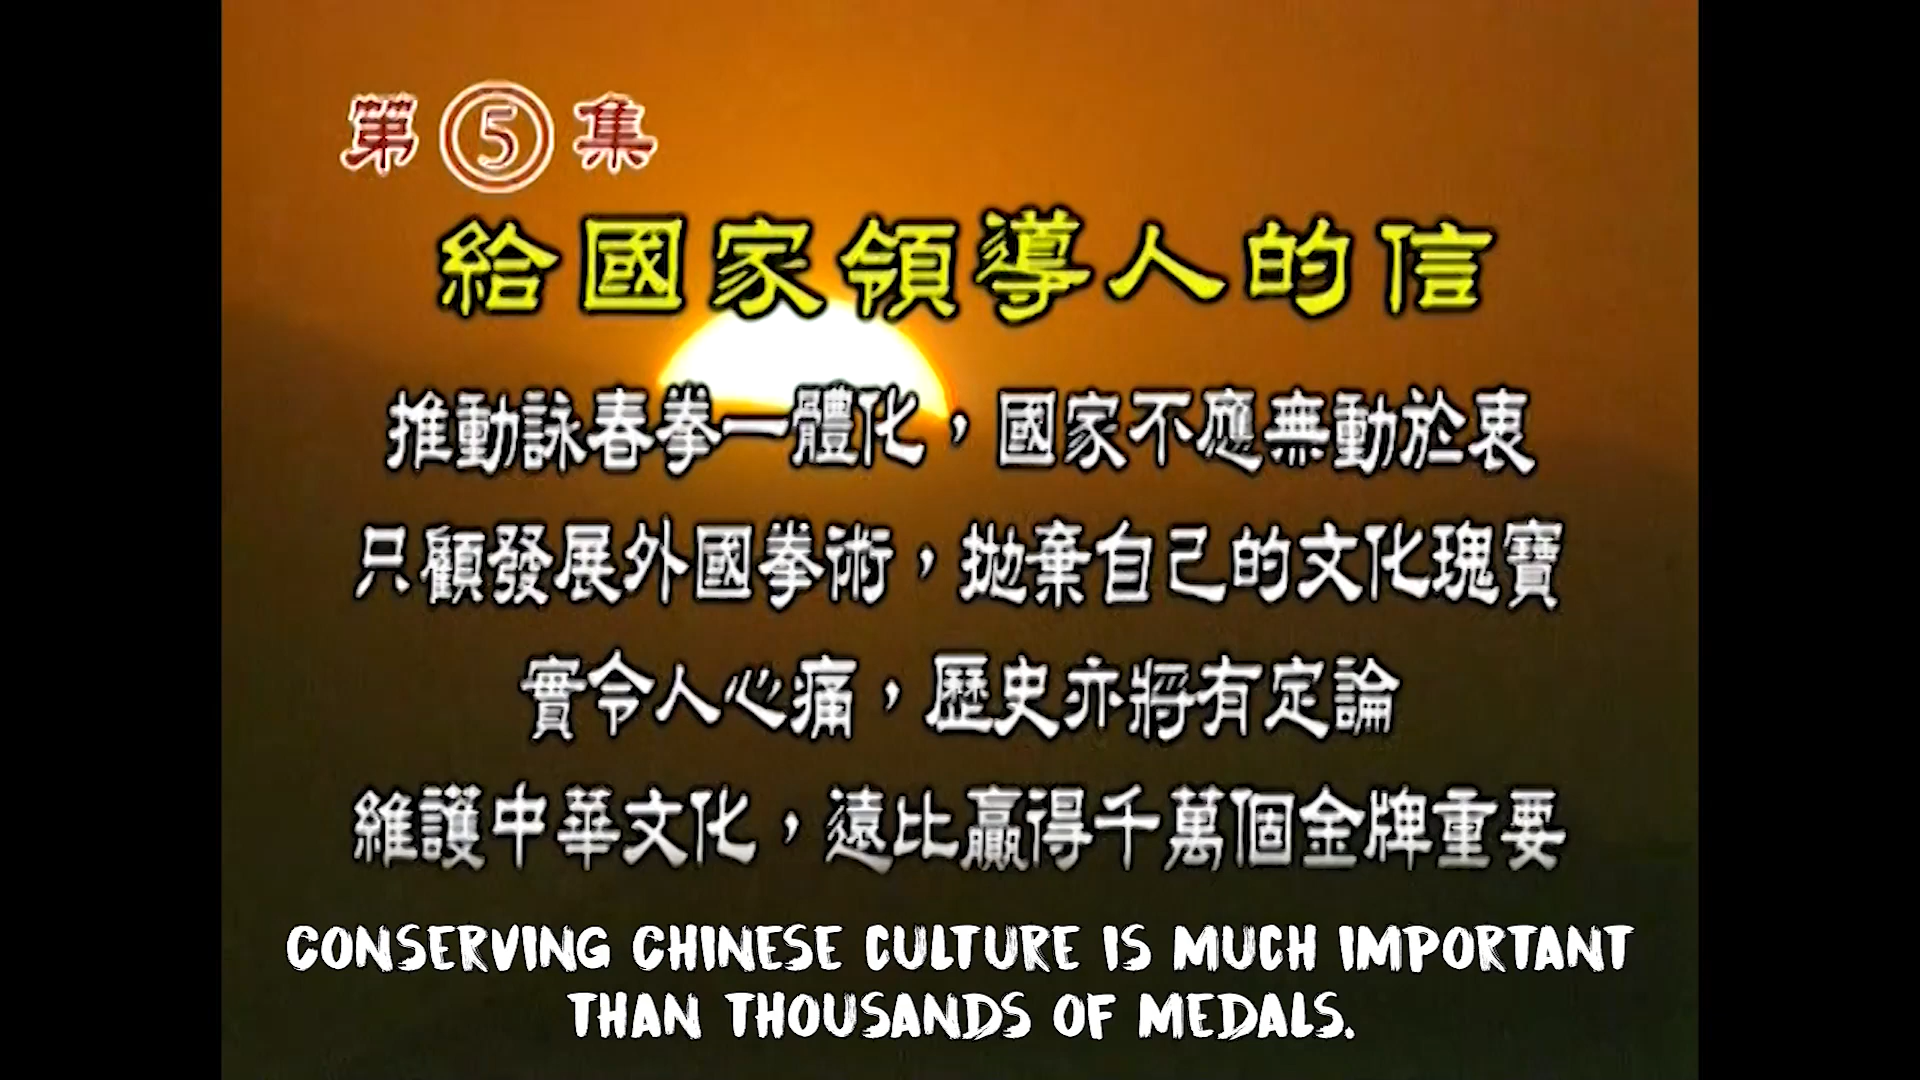 第⑤集
給國家領導人的信
推動詠春拳一體化，國家不應無動於衷
只顧發展外國拳術，拋棄自己的文化瑰寶
實令人心痛，歷史亦將有定論
維護中華文化，遠比贏得千萬個金牌重要
CONSERVING CHINESE CULTURE IS MUCH IMPORTANT
THAN THOUSANDS OF MEDALS.